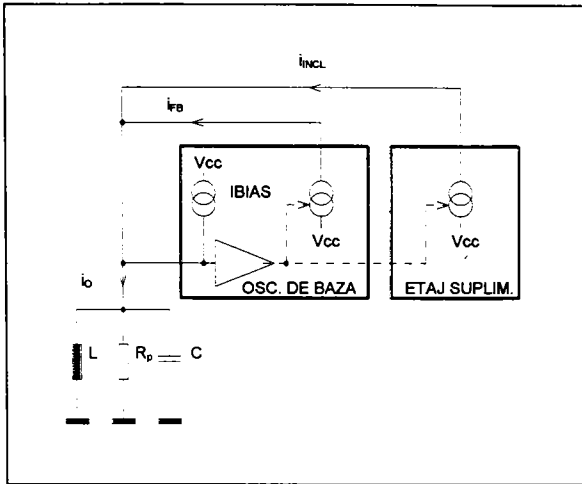 iINCL
iFB
Vcc
IBIAS
Vcc
Vcc
iO
OSC. DE BAZA
ETAJ SUPLIM.
L
Rp
C